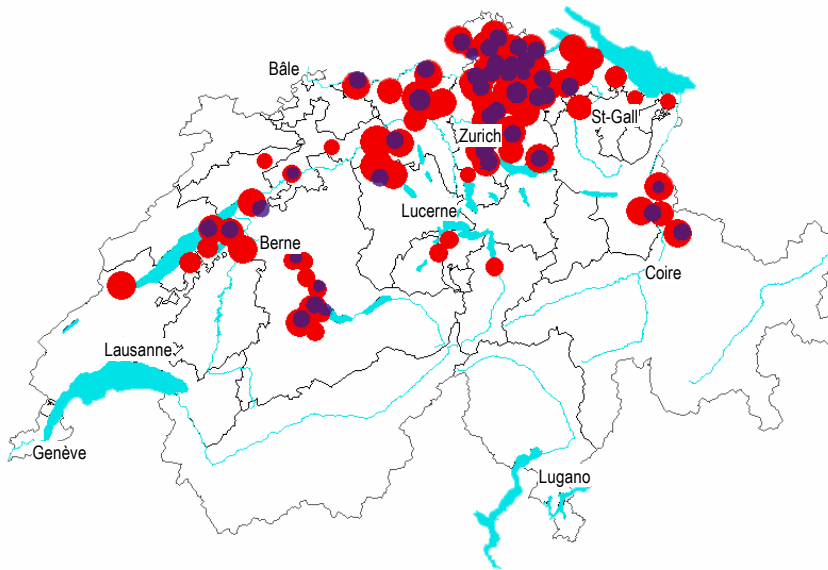 Bâle
St-Gall
Zurich
Lucerne
Berne
Coire
Lausanne
Genève
Lugano